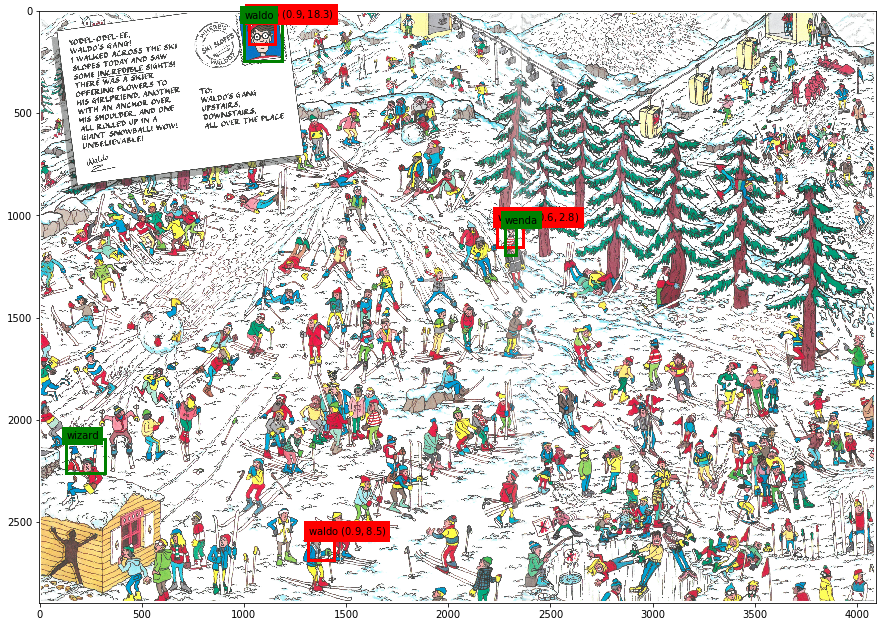 waldo (0.9, 18.3)
YODEL-ODEL-EE,
WALDO'S GANG!
I WALKED ACROSS THE SKI
SLOPES TODAY AND SAW
SOME INCREDIBLE SIGHTS!
THERE WAS A SKIER
OFFERING FLOWERS TO
HIS GIRLFRIEND, ANOTHER
WITH AN ANCHOR OVER
HIS SHOULDER, AND ONE
ALL ROLLED UP IN A
GIANT SNOWBALL! WOW!
UNBELIEVABLE!
Waldo
SKI SLOPES
TO:
WALDO'S GANG
UPSTAIRS,
DOWNSTAIRS,
ALL OVER THE PLACE
wenda
6, 2.8)
wizard
waldo (0.9, 8.5)
0
500
1000
1500
2000
2500
0
500
1000
1500
2000
2500
3000
3500
4000